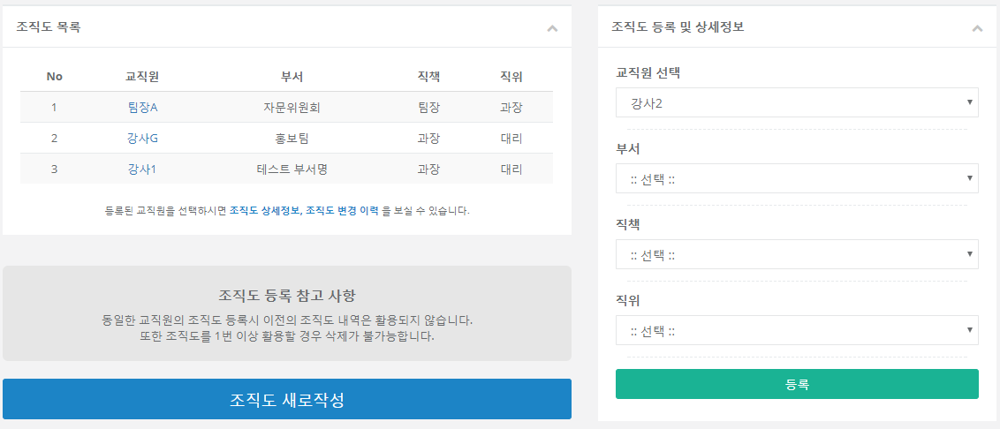 조직도 목록
No 교직원 부서 직책 직위
1 팀장A 자문위원회 팀장 과장
2 강사G 홍보팀 과장 대리
3 강사1 테스트 부서명 과장 대리
등록된 교직원을 선택하시면 조직도 상세정보, 조직도 변경 이력 을 보실 수 있습니다.
조직도 등록 참고 사항
동일한 교직원의 조직도 등록시 이전의 조직도 내역은 활용되지 않습니다.
또한 조직도를 1번 이상 활용할 경우 삭제가 불가능합니다.
조직도 새로작성
조직도 등록 및 상세정보
교직원 선택
강사2
부서
:: 선택 ::
직책
:: 선택 ::
직위
:: 선택 ::
등록